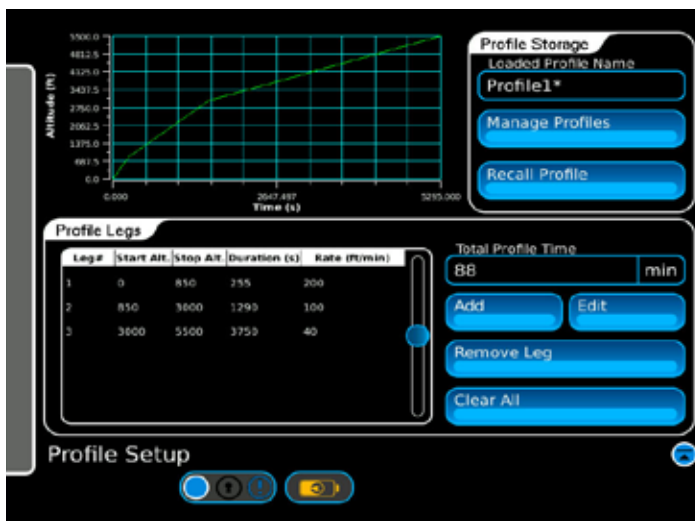 5500.0
4812.5
4125.0
3437.5
2750.0
2062.5
1375.0
687.5
0.0
Altitude (ft)
0.000 2647.497 5295.000
Time (s)
Profile Storage
Loaded Profile Name
Profile1*
Manage Profiles
Recall Profile
Profile Legs
Leg# Start Alt. Stop Alt. Duration (s) Rate (ft/min)
1 0 850 255 200
2 850 3000 1290 100
3 3000 5500 3750 40
Total Profile Time
88 min
Add Edit
Remove Leg
Clear All
Profile Setup